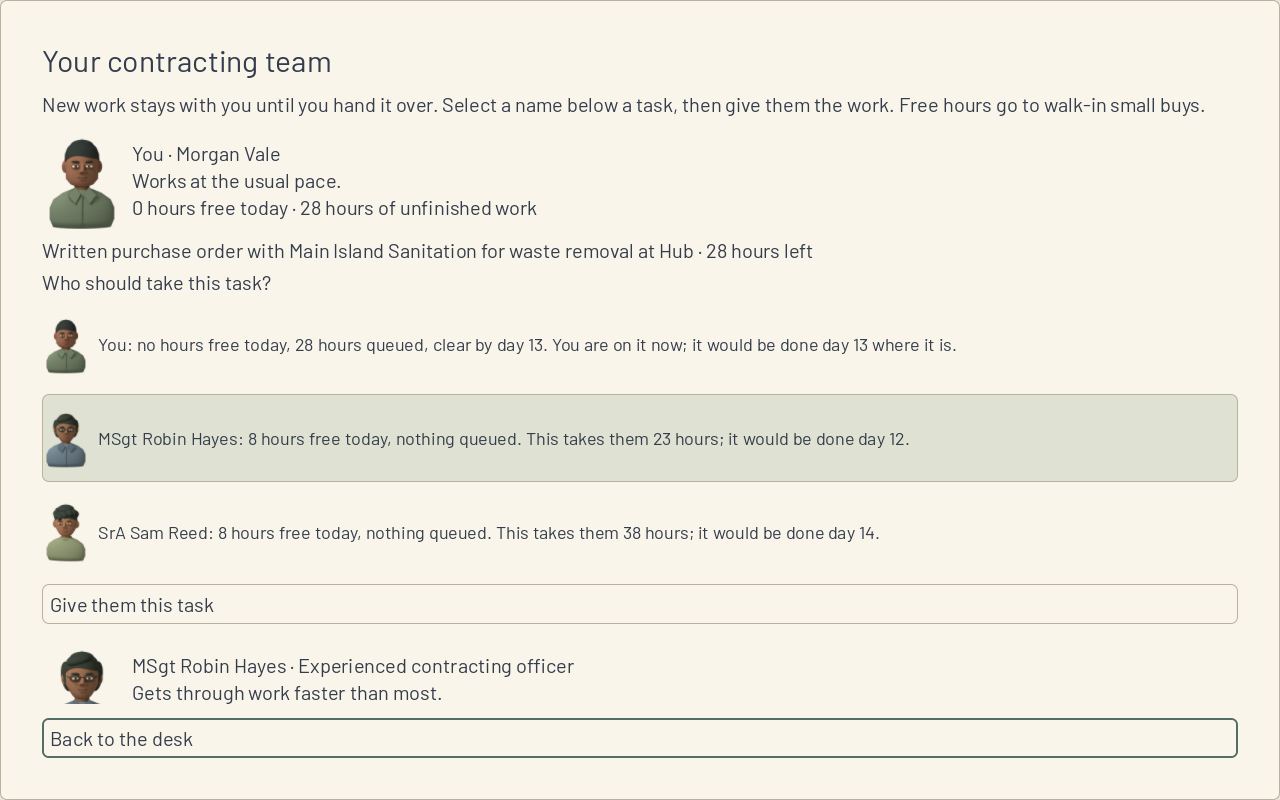 Your contracting team
New work stays with you until you hand it over. Select a name below a task, then give them the work. Free hours go to walk-in small buys.
You · Morgan Vale
Works at the usual pace.
0 hours free today · 28 hours of unfinished work
Written purchase order with Main Island Sanitation for waste removal at Hub · 28 hours left
Who should take this task?
You: no hours free today, 28 hours queued, clear by day 13. You are on it now; it would be done day 13 where it is.
MSgt Robin Hayes: 8 hours free today, nothing queued. This takes them 23 hours; it would be done day 12.
SrA Sam Reed: 8 hours free today, nothing queued. This takes them 38 hours; it would be done day 14.
Give them this task
MSgt Robin Hayes · Experienced contracting officer
Gets through work faster than most.
Back to the desk